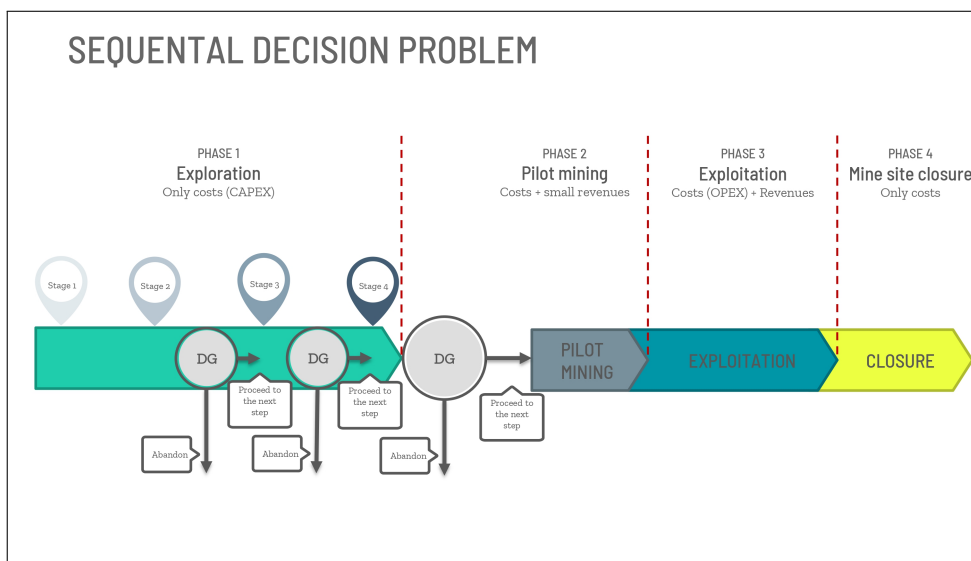 SEQUENTAL DECISION PROBLEM
PHASE 1
Exploration
Only costs (CAPEX)
PHASE 2
Pilot mining
Costs + small revenues
PHASE 3
Exploitation
Costs (OPEX) + Revenues
PHASE 4
Mine site closure
Only costs
Stage 1
Stage 2
Stage 3
Stage 4
DG
DG
DG
PILOT
MINING
EXPLOITATION
CLOSURE
Proceed to
the next
step
Proceed to
the next
step
Proceed to
the next
step
Abandon
Abandon
Abandon